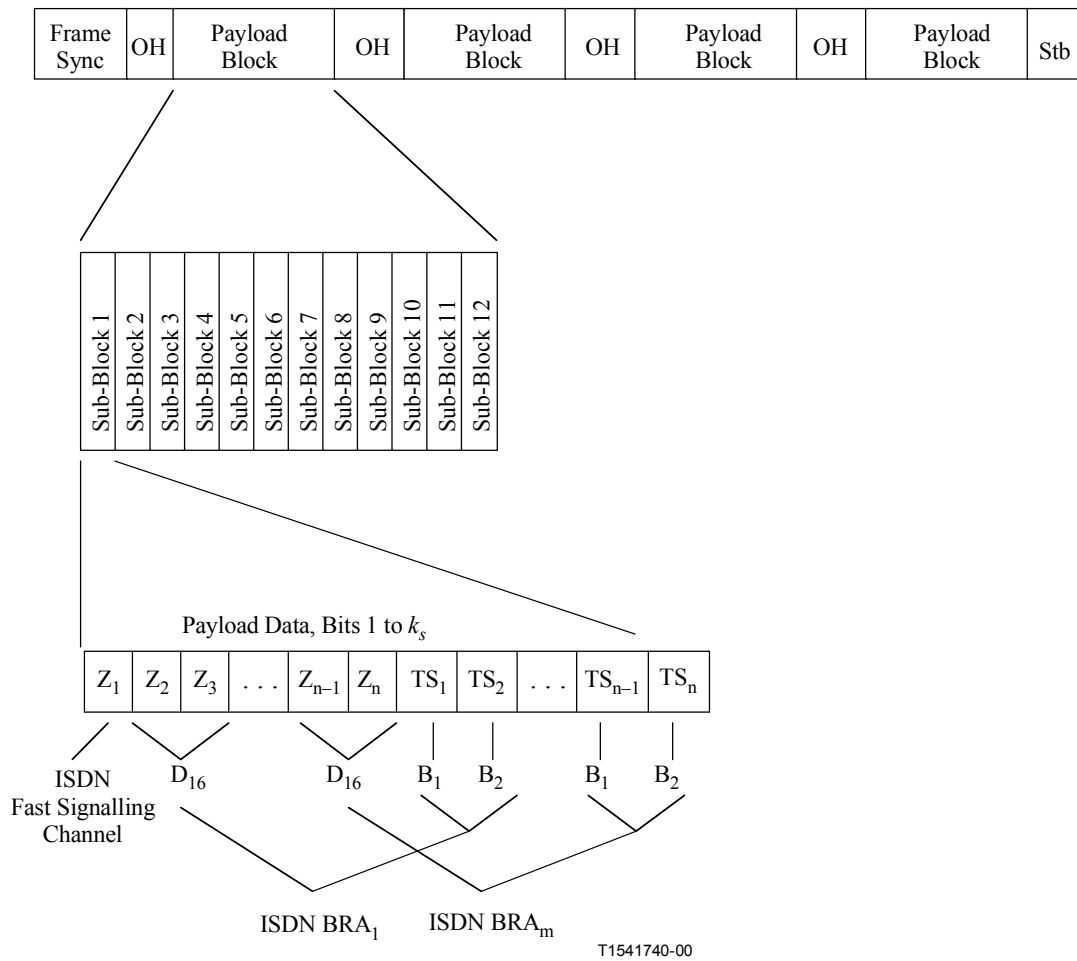 Frame Sync
OH
Payload Block
OH
Payload Block
OH
Payload Block
OH
Payload Block
Stb
Sub-Block 1
Sub-Block 2
Sub-Block 3
Sub-Block 4
Sub-Block 5
Sub-Block 6
Sub-Block 7
Sub-Block 8
Sub-Block 9
Sub-Block 10
Sub-Block 11
Sub-Block 12
Payload Data, Bits 1 to kₛ
Z₁ Z₂ Z₃ . . . Zₙ₋₁ Zₙ TS₁ TS₂ . . . TSₙ₋₁ TSₙ
ISDN
Fast Signalling
Channel
D₁₆ D₁₆ B₁ B₂ B₁ B₂
ISDN BRA₁ ISDN BRAₘ
T1541740-00